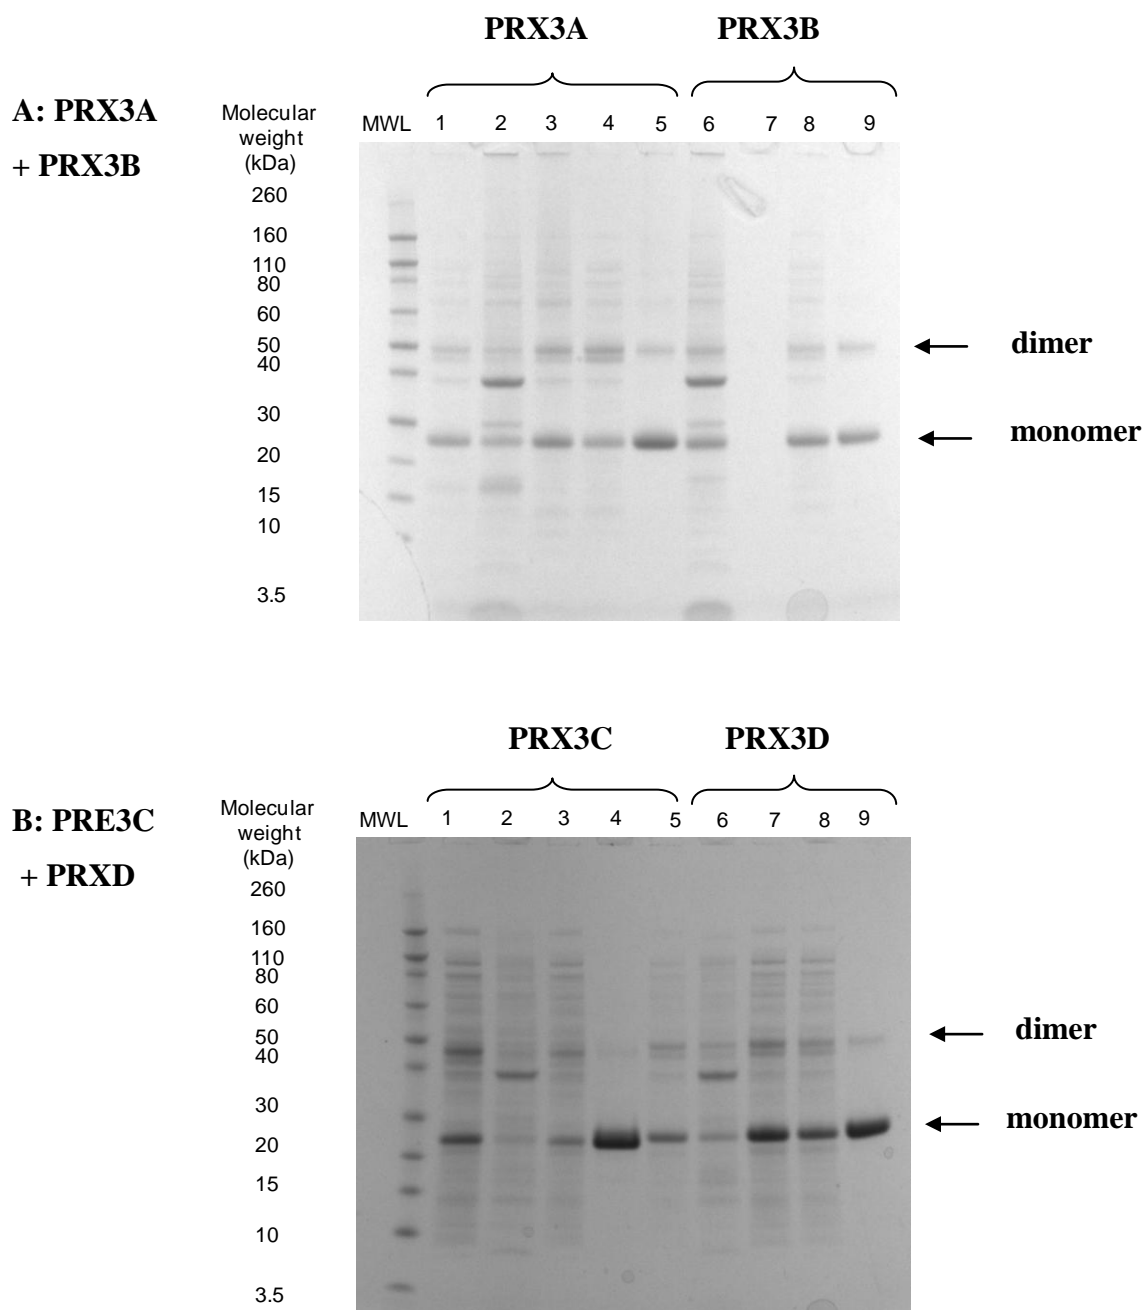 PRX3A PRX3B
A: PRX3A
+ PRX3B
Molecular
weight
(kDa)
MWL 1 2 3 4 5 6 7 8 9
260
160
110
80
60
50
40
30
20
15
10
3.5
dimer
monomer
PRX3C PRX3D
B: PRE3C
+ PRXD
Molecular
weight
(kDa)
MWL 1 2 3 4 5 6 7 8 9
260
160
110
80
60
50
40
30
20
15
10
3.5
dimer
monomer